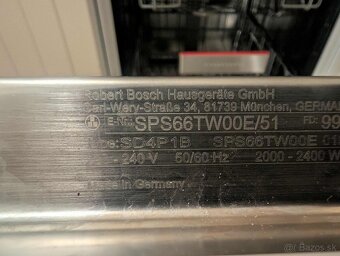 Robert Bosch Hausgeräte GmbH
Carl-Wery-Straße 34, 81739 München, GERMA
E-Nr. SPS66TW00E/51 FD: 99
SD4P1B SPS66TW00E 01
- 240 V 50/60 Hz 2000 - 2400 W
Made in Germany
Bazos.sk